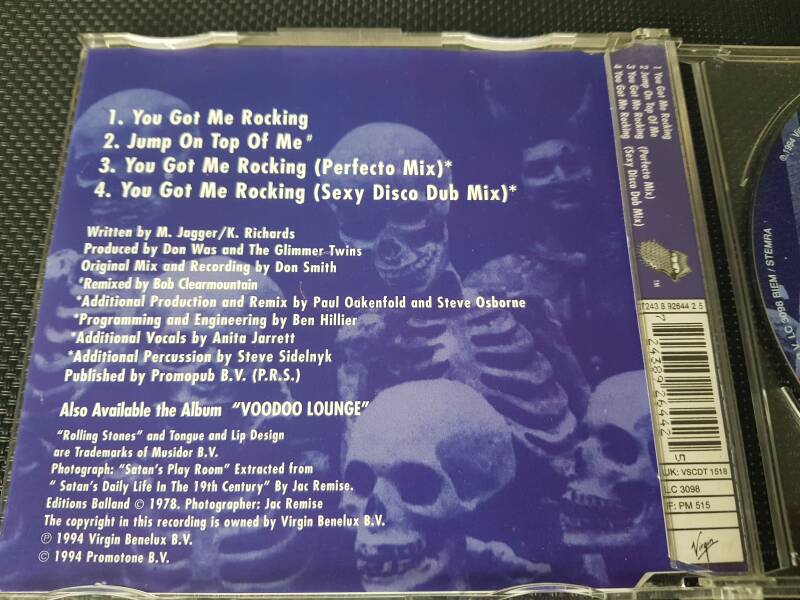 1. You Got Me Rocking
2. Jump On Top Of Me#
3. You Got Me Rocking (Perfecto Mix)*
4. You Got Me Rocking (Sexy Disco Dub Mix)*
Written by M. Jagger/K. Richards
Produced by Don Was and The Glimmer Twins
Original Mix and Recording by Don Smith
#Remixed by Bob Clearmountain
*Additional Production and Remix by Paul Oakenfold and Steve Osborne
*Programming and Engineering by Ben Hillier
*Additional Vocals by Anita Jarrett
*Additional Percussion by Steve Sidelnyk
Published by Promopub B.V. (P.R.S.)
Also Available the Album "VOODOO LOUNGE"
"Rolling Stones" and Tongue and Lip Design
are Trademarks of Musidor B.V.
Photograph: "Satan's Play Room" Extracted from
" Satan's Daily Life In The 19th Century" By Jac Remise.
Editions Balland © 1978. Photographer: Jac Remise
The copyright in this recording is owned by Virgin Benelux B.V.
℗ 1994 Virgin Benelux B.V.
© 1994 Promotone B.V.
1 You Got Me Rocking
2 Jump On Top Of Me
3 You Got Me Rocking (Perfecto Mix)
4 You Got Me Rocking (Sexy Disco Dub Mix)
TM
7243 8 92644 2 5
7 24389 26442 5
UK: VSCDT 1518
LC 3098
F: PM 515
Virgin
℗ 1994
LC 3098 BIEM / STEMRA